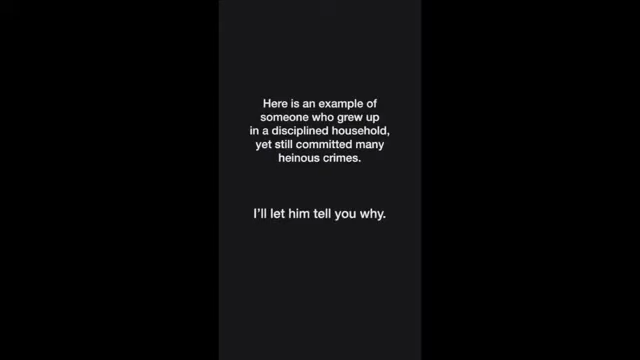 Here is an example of
someone who grew up
in a disciplined household,
yet still committed many
heinous crimes.
I'll let him tell you why.